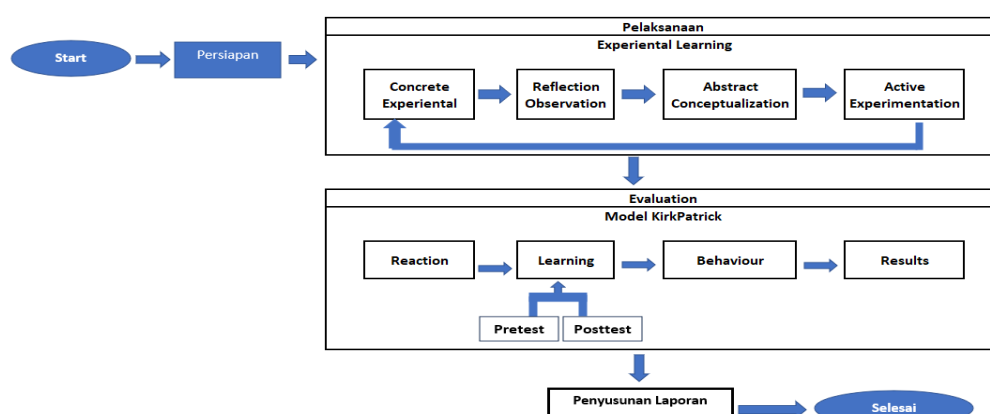 Start
Persiapan
Pelaksanaan
Experiental Learning
Concrete
Experiental
Reflection
Observation
Abstract
Conceptualization
Active
Experimentation
Evaluation
Model KirkPatrick
Reaction
Learning
Behaviour
Results
Pretest
Posttest
Penyusunan Laporan
Selesai